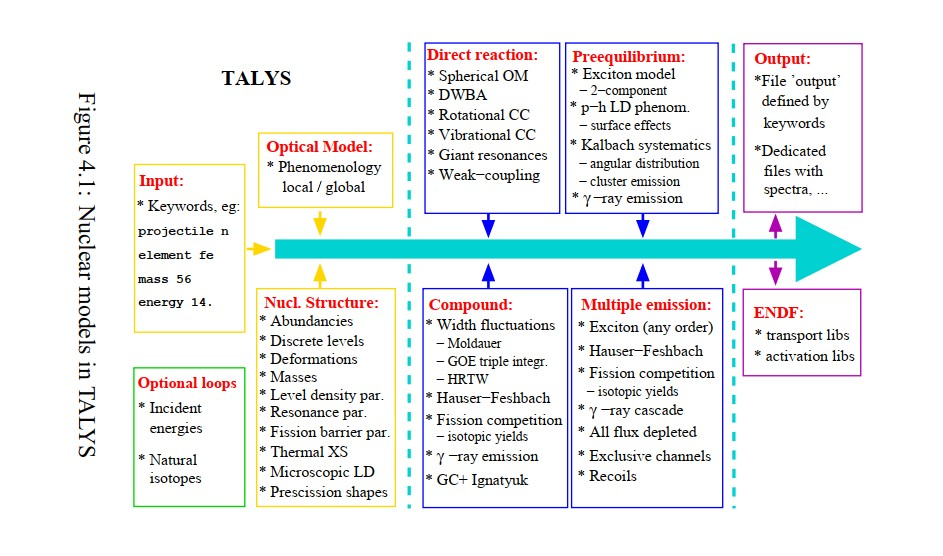 Figure 4.1: Nuclear models in TALYS
TALYS
Input:
* Keywords, eg:
projectile n
element fe
mass 56
energy 14.
Optional loops
* Incident
energies
* Natural
isotopes
Optical Model:
* Phenomenology
local / global
Nucl. Structure:
* Abundancies
* Discrete levels
* Deformations
* Masses
* Level density par.
* Resonance par.
* Fission barrier par.
* Thermal XS
* Microscopic LD
* Prescission shapes
Direct reaction:
* Spherical OM
* DWBA
* Rotational CC
* Vibrational CC
* Giant resonances
* Weak−coupling
Preequilibrium:
* Exciton model
− 2−component
* p−h LD phenom.
− surface effects
* Kalbach systematics
− angular distribution
− cluster emission
* γ−ray emission
Compound:
* Width fluctuations
− Moldauer
− GOE triple integr.
− HRTW
* Hauser−Feshbach
* Fission competition
− isotopic yields
* γ −ray emission
* GC+ Ignatyuk
Multiple emission:
* Exciton (any order)
* Hauser−Feshbach
* Fission competition
− isotopic yields
* γ −ray cascade
* All flux depleted
* Exclusive channels
* Recoils
Output:
*File ’output’
defined by
keywords
*Dedicated
files with
spectra, ...
ENDF:
* transport libs
* activation libs